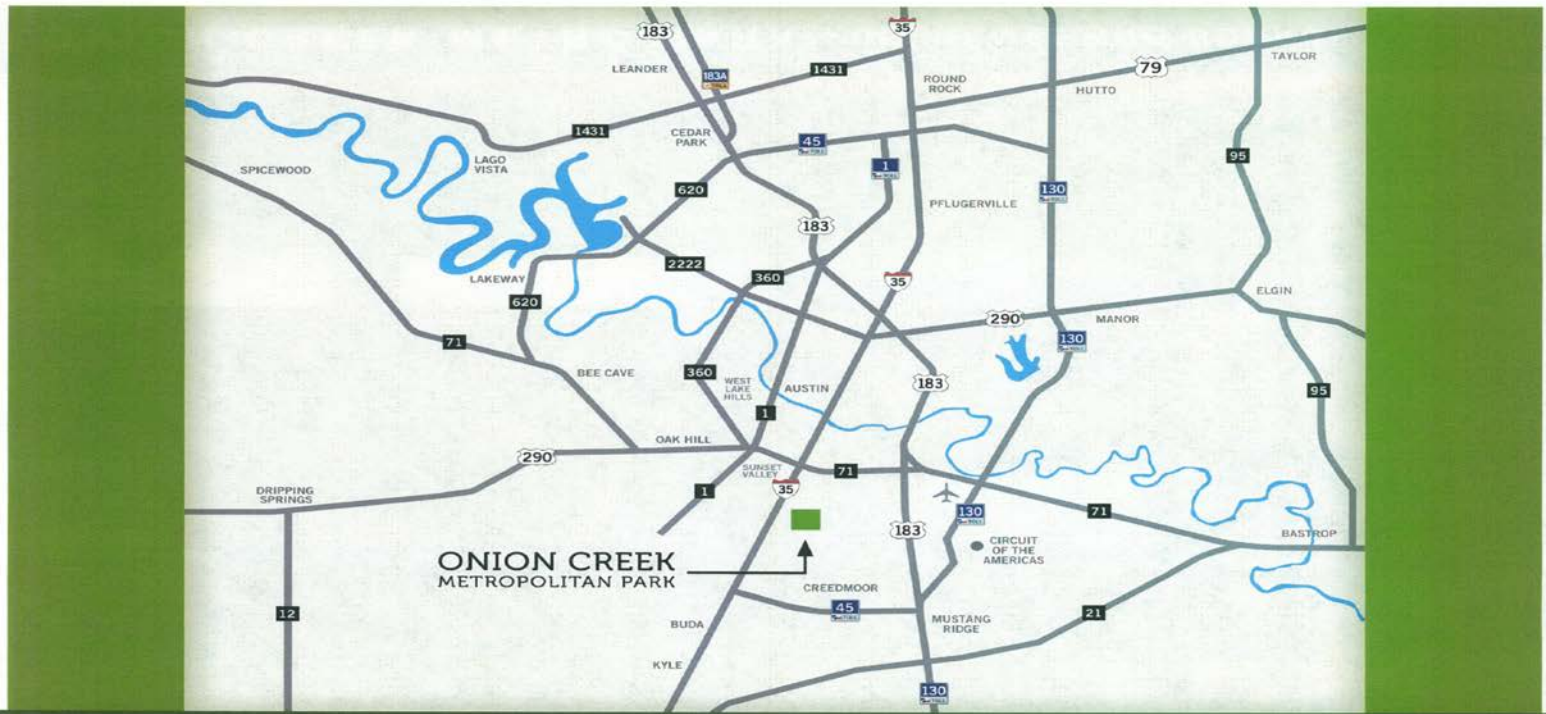 183
35
LEANDER
183A
1431
ROUND
ROCK
79
TAYLOR
HUTTO
1431
CEDAR
PARK
45
LAGO
VISTA
1
95
SPICEWOOD
620
130
PFLUGERVILLE
183
2222
360
35
LAKEWAY
620
ELGIN
290
MANOR
71
130
BEE CAVE
360
WEST
LAKE
HILLS
AUSTIN
183
95
1
OAK HILL
290
SUNSET
VALLEY
71
DRIPPING
SPRINGS
1
35
130
71
183
BASTROP
CIRCUIT
OF THE
AMERICAS
ONION CREEK
METROPOLITAN PARK
CREEDMOOR
12
45
21
BUDA
MUSTANG
RIDGE
KYLE
130